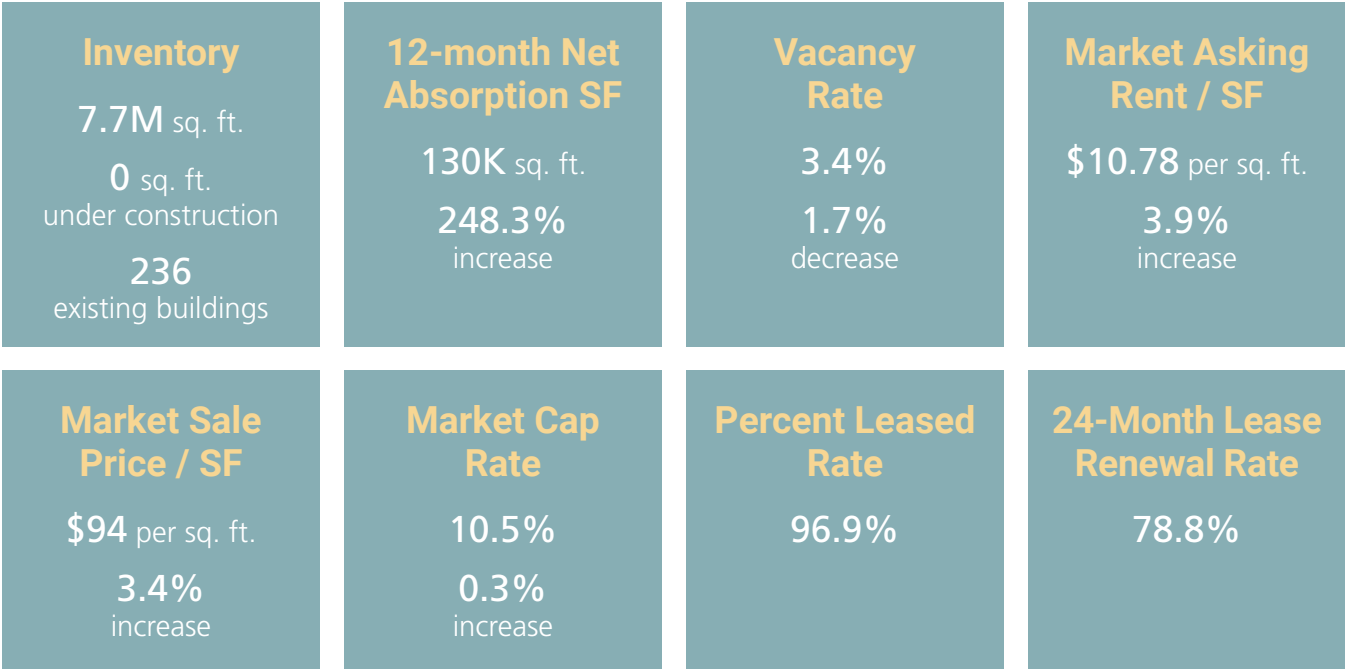 Inventory
7.7M sq. ft.
0 sq. ft.
under construction
236
existing buildings
12-month Net
Absorption SF
130K sq. ft.
248.3%
increase
Vacancy
Rate
3.4%
1.7%
decrease
Market Asking
Rent / SF
$10.78 per sq. ft.
3.9%
increase
Market Sale
Price / SF
$94 per sq. ft.
3.4%
increase
Market Cap
Rate
10.5%
0.3%
increase
Percent Leased
Rate
96.9%
24-Month Lease
Renewal Rate
78.8%